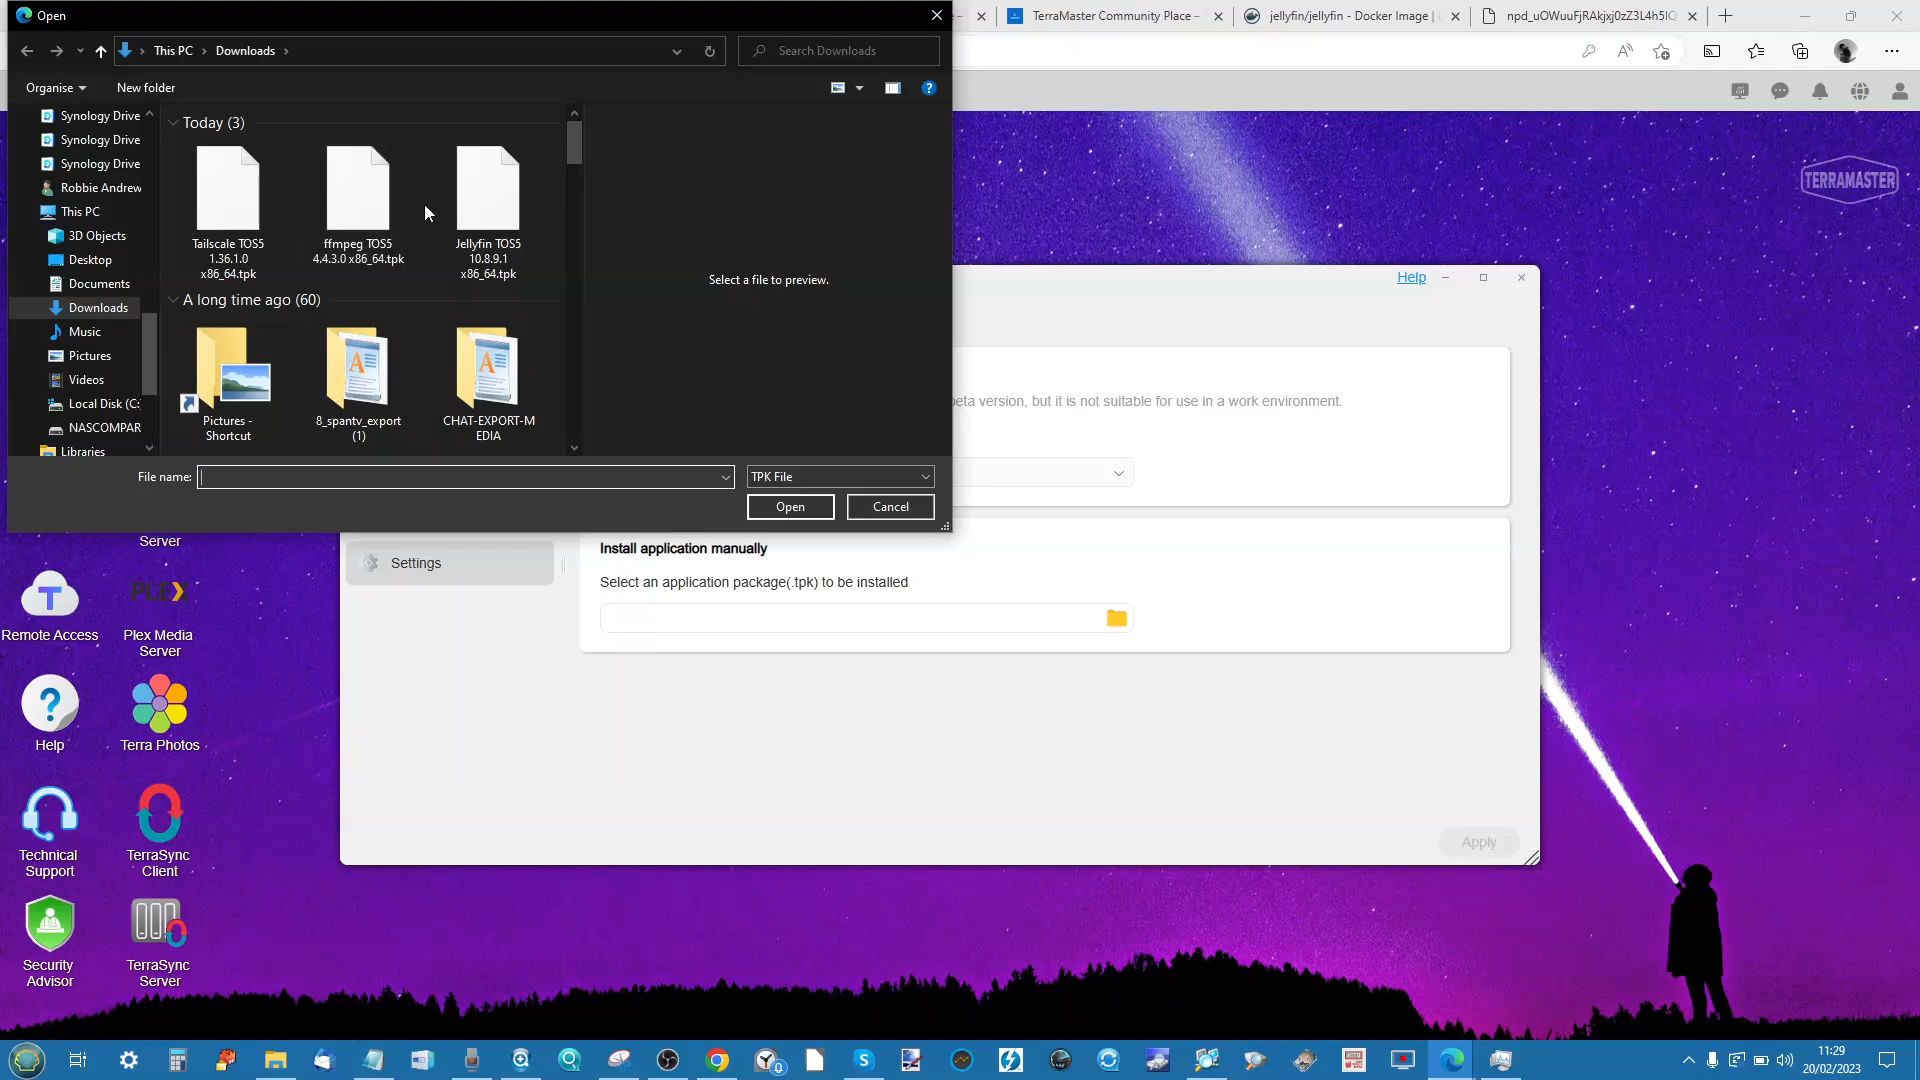 Open
TerraMaster Community Place –
jellyfin/jellyfin - Docker Image |
npd_uOWuuFjRAkjxj0zZ3L4h5IQ
This PC
Downloads
Search Downloads
Organise
New folder
Synology Drive
Synology Drive
Synology Drive
Robbie Andrew
This PC
3D Objects
Desktop
Documents
Downloads
Music
Pictures
Videos
Local Disk (C:
NASCOMPAR
Libraries
Today (3)
Tailscale TOS5
1.36.1.0
x86_64.tpk
ffmpeg TOS5
4.4.3.0 x86_64.tpk
Jellyfin TOS5
10.8.9.1
x86_64.tpk
A long time ago (60)
Pictures -
Shortcut
8_spantv_export
(1)
CHAT-EXPORT-M
EDIA
Select a file to preview.
File name:
TPK File
Open
Cancel
TERRAMASTER
Help
beta version, but it is not suitable for use in a work environment.
Settings
Install application manually
Select an application package(.tpk) to be installed
Apply
Server
Remote Access
PLEX
Plex Media
Server
Help
Terra Photos
Technical
Support
TerraSync
Client
Security
Advisor
TerraSync
Server
11:29
20/02/2023